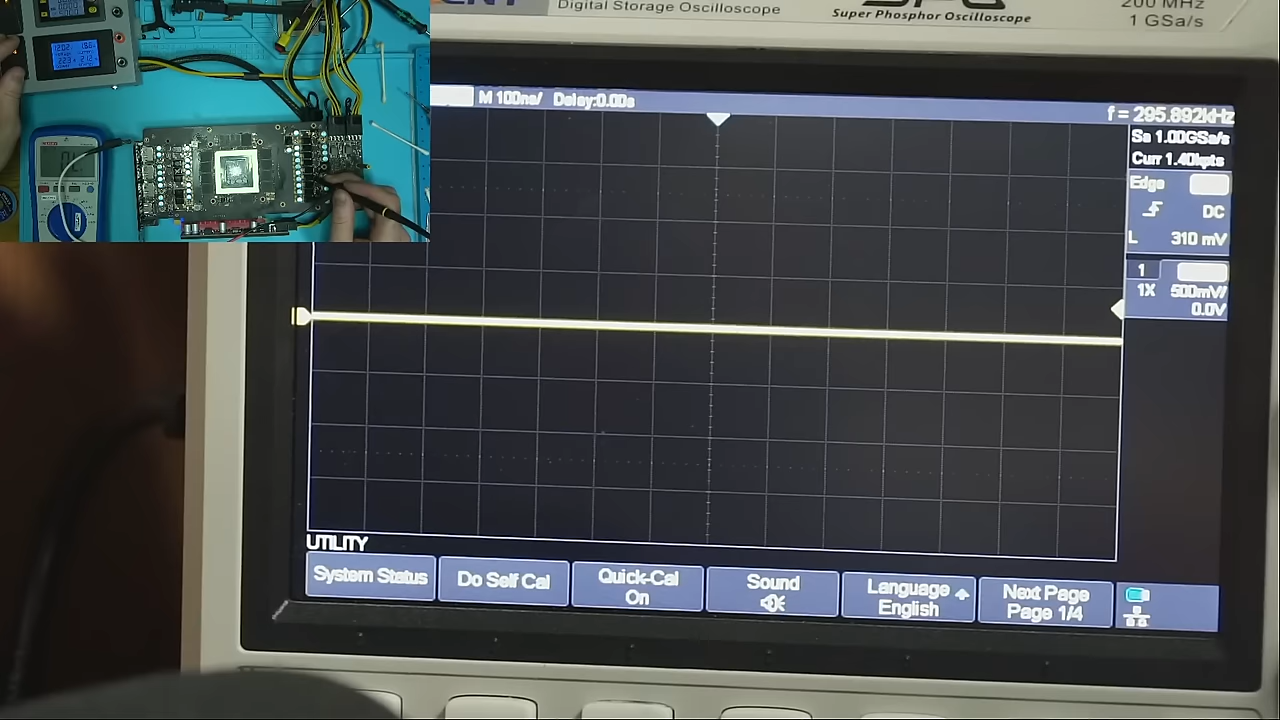 Digital Storage Oscilloscope
Super Phosphor Oscilloscope
200 MHz
1 GSa/s
M 100ns/ Delay:0.00s
f = 295.892kHz
Sa 1.00GSa/s
Curr 1.40kpts
Edge
DC
L 310 mV
1
1X 500mV/
0.0V
UTILITY
System Status
Do Self Cal
Quick-Cal
On
Sound
Language
English
Next Page
Page 1/4